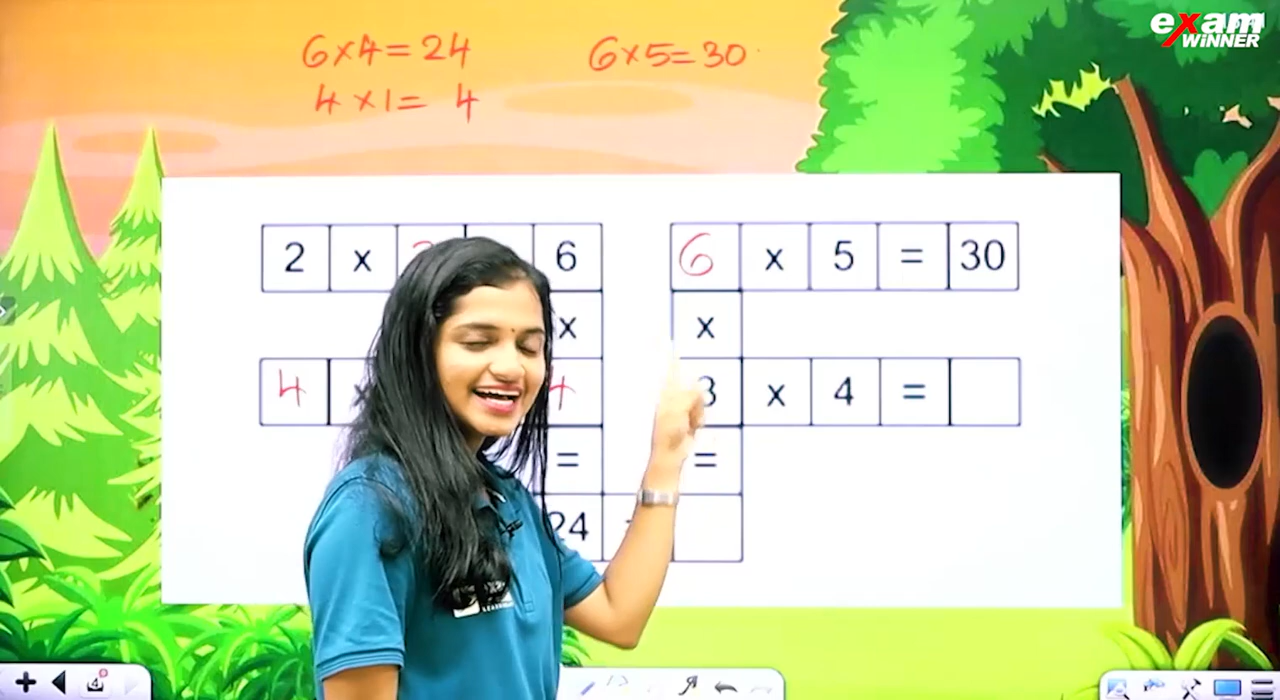 exam
WiNNER
6×4=24 6×5=30
4×1= 4
2 x 6 6 x 5 = 30
x x
4 4 3 x 4 =
= =
24
4